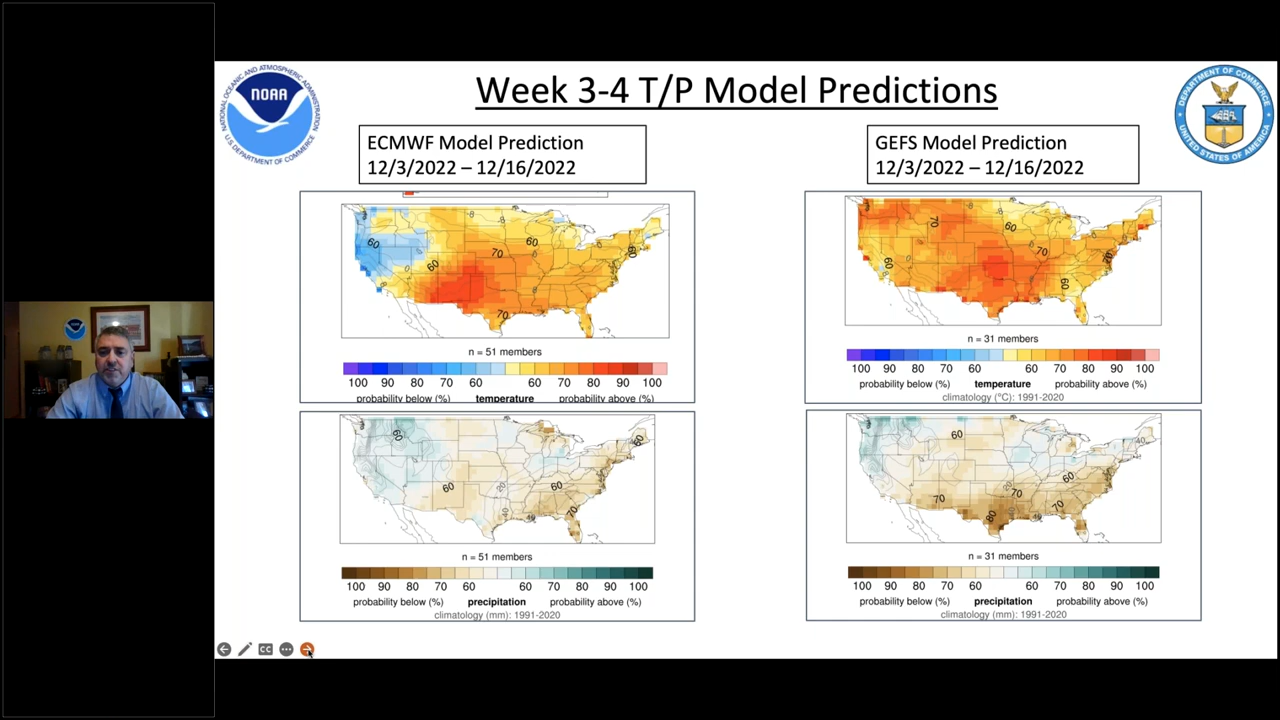 Week 3-4 T/P Model Predictions
NOAA
NATIONAL OCEANIC AND ATMOSPHERIC ADMINISTRATION
U.S. DEPARTMENT OF COMMERCE
DEPARTMENT OF COMMERCE
UNITED STATES OF AMERICA
ECMWF Model Prediction
12/3/2022 – 12/16/2022
60 60 60 70 60 70
n = 51 members
100 90 80 70 60 60 70 80 90 100
probability below (%) temperature probability above (%)
60 60 60 60 70
n = 51 members
100 90 80 70 60 60 70 80 90 100
probability below (%) precipitation probability above (%)
climatology (mm): 1991-2020
GEFS Model Prediction
12/3/2022 – 12/16/2022
70 60 70 60 60
n = 31 members
100 90 80 70 60 60 70 80 90 100
probability below (%) temperature probability above (%)
climatology (°C): 1991-2020
60 40 60 70 70 70 80
n = 31 members
100 90 80 70 60 60 70 80 90 100
probability below (%) precipitation probability above (%)
climatology (mm): 1991-2020
CC